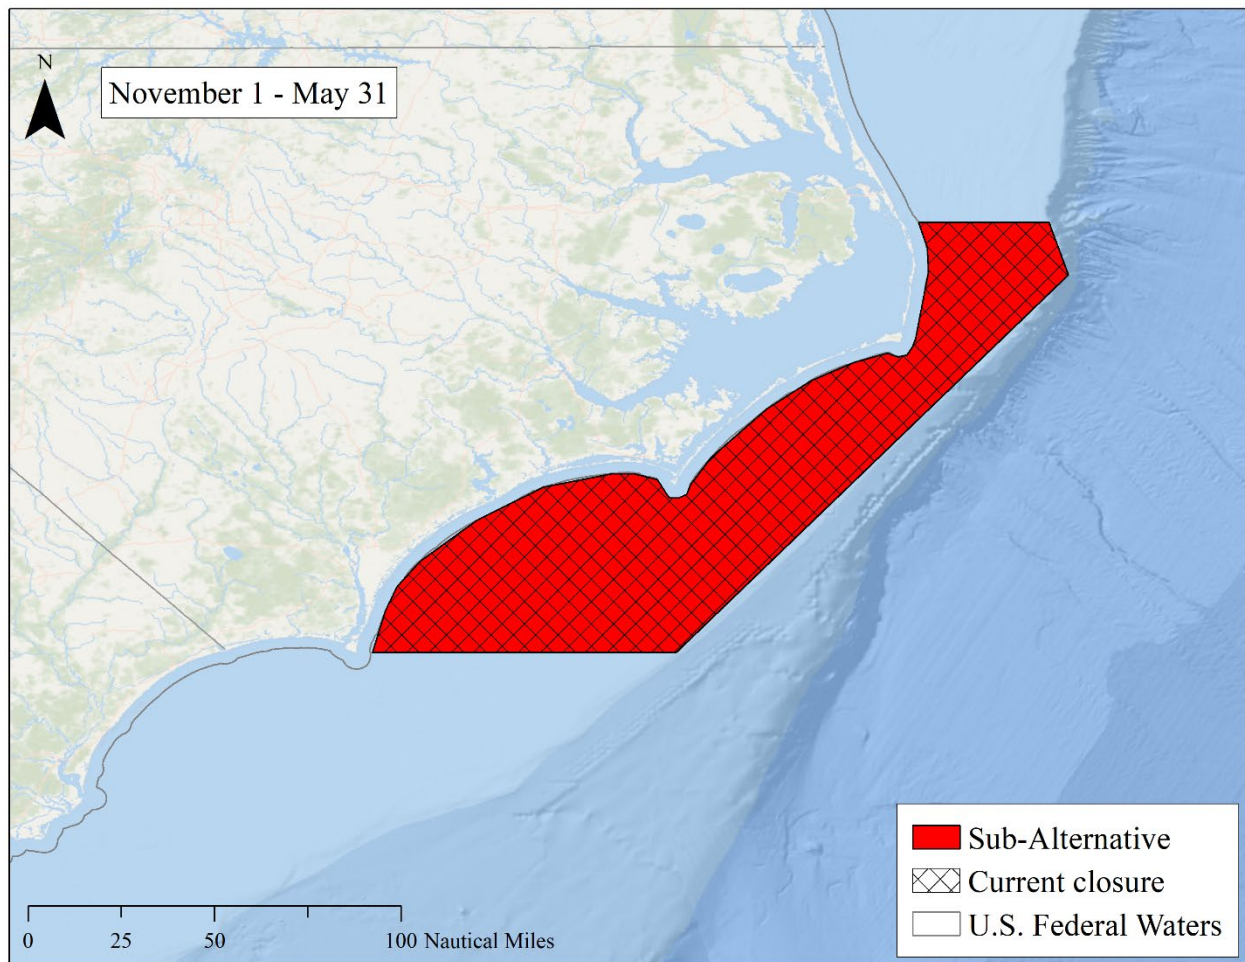 N
November 1 - May 31
Sub-Alternative
Current closure
U.S. Federal Waters
0 25 50 100 Nautical Miles